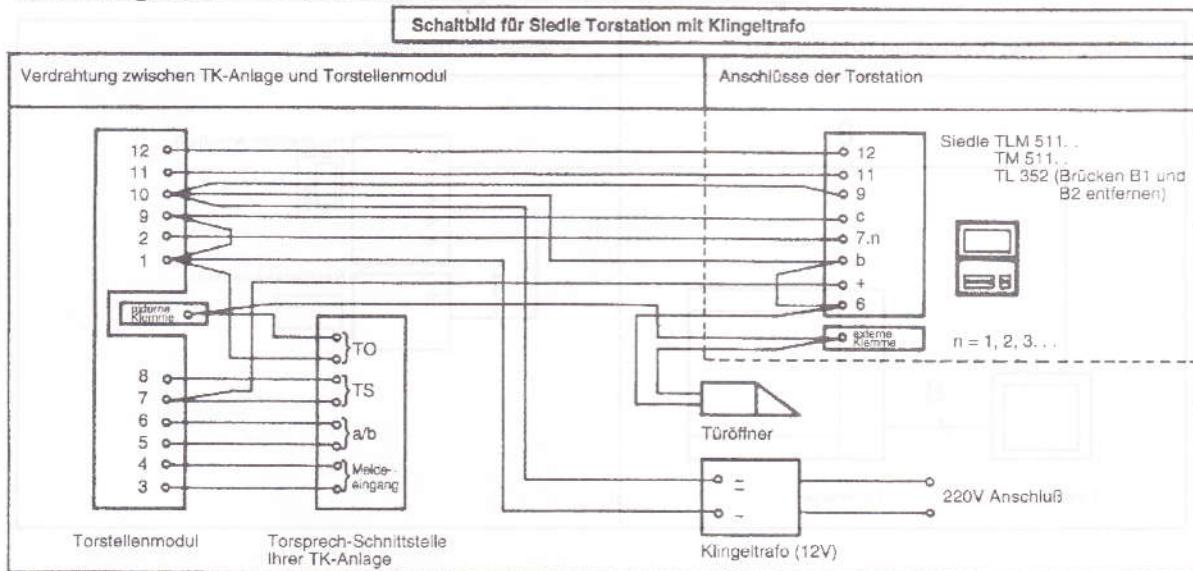 Schaltbild für Siedle Torstation mit Klingeltrafo
Verdrahtung zwischen TK-Anlage und Torstellenmodul
Anschlüsse der Torstation
12
11
10
9
2
1
externe
Klemme
8
7
6
5
4
3
TO
TS
a/b
Melde-
eingang
Torstellenmodul
Torsprech-Schnittstelle
Ihrer TK-Anlage
12
11
9
c
7.n
b
+
6
externe
Klemme
Siedle TLM 511. .
TM 511. .
TL 352 (Brücken B1 und
B2 entfernen)
n = 1, 2, 3. . .
Türöffner
220V Anschluß
Klingeltrafo (12V)